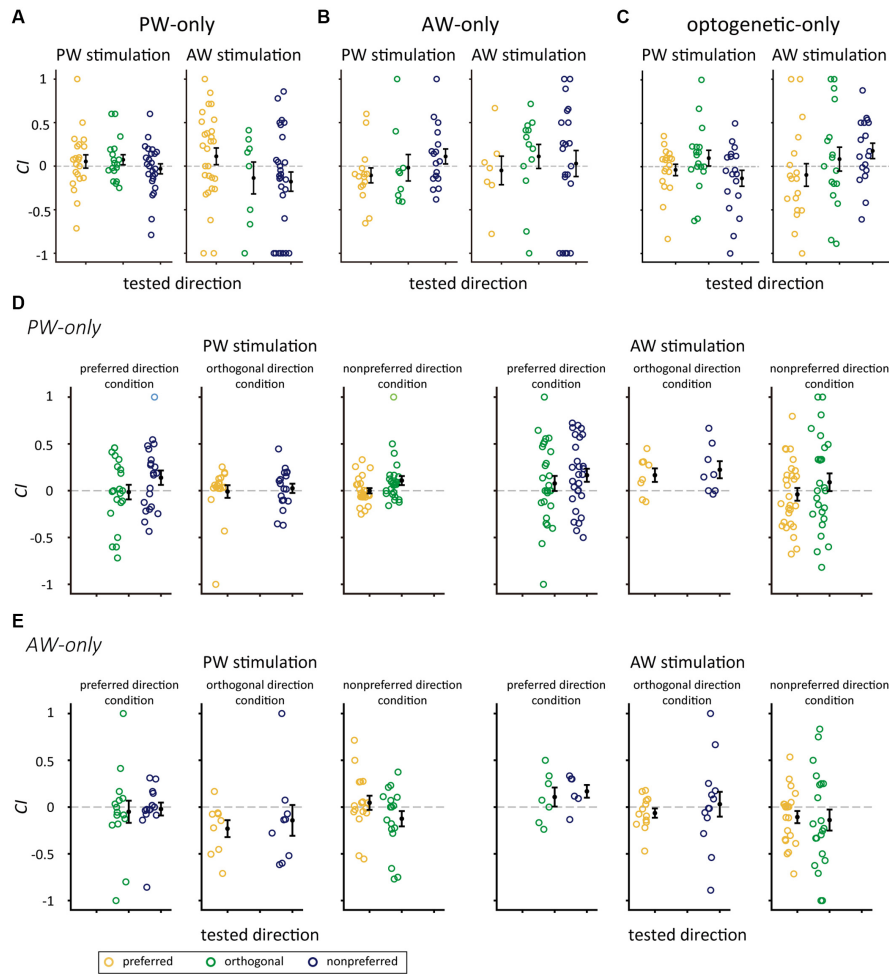 A PW-only B AW-only C optogenetic-only
PW stimulation AW stimulation PW stimulation AW stimulation PW stimulation AW stimulation
1
0.5
CI 0
-0.5
-1
tested direction tested direction tested direction
D
PW-only
PW stimulation AW stimulation
preferred direction orthogonal direction nonpreferred direction preferred direction orthogonal direction nonpreferred direction
condition condition condition condition condition condition
1
0.5
CI 0
-0.5
-1
E
AW-only
PW stimulation AW stimulation
preferred direction orthogonal direction nonpreferred direction preferred direction orthogonal direction nonpreferred direction
condition condition condition condition condition condition
1
0.5
CI 0
-0.5
-1
tested direction tested direction
preferred orthogonal nonpreferred